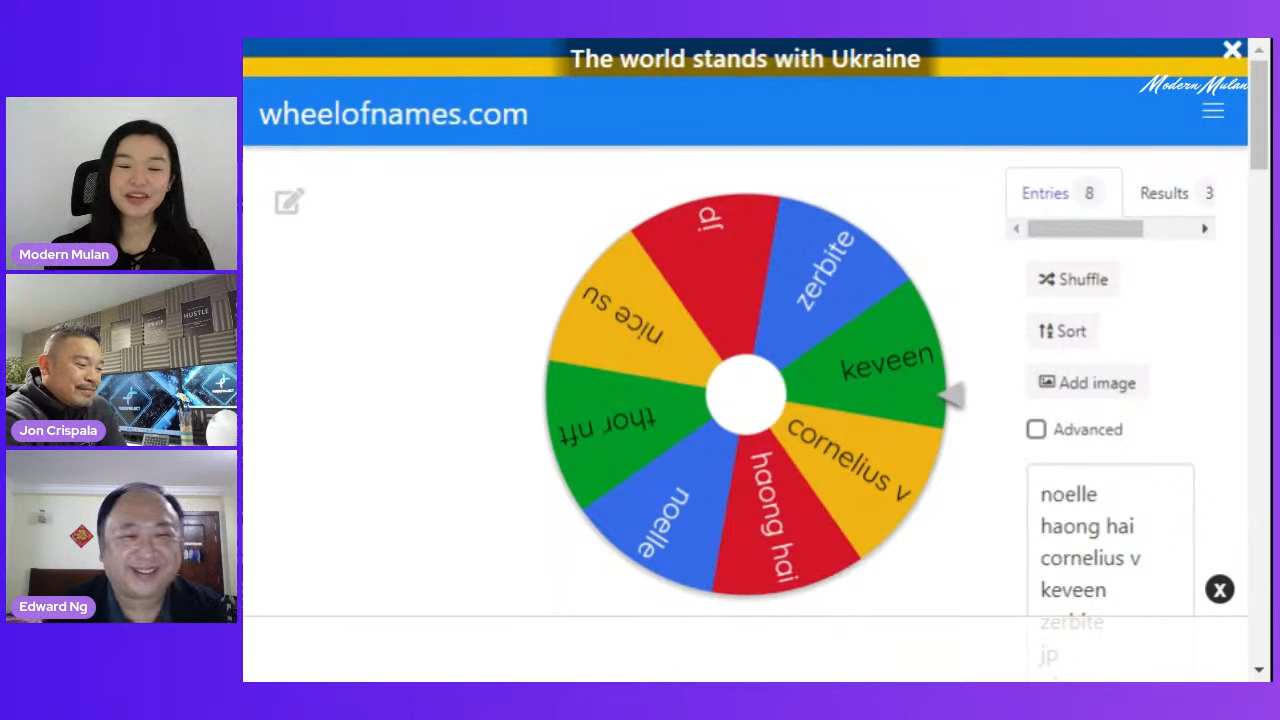 The world stands with Ukraine
Modern Mulan
wheelofnames.com
Entries 8
Results 3
Shuffle
Sort
Add image
Advanced
noelle
haong hai
cornelius v
keveen
zerbite
jp
jp
zerbite
keveen
cornelius v
haong hai
noelle
thor nft
nice su
Modern Mulan
HUSTLE
Jon Crispala
Edward Ng
X